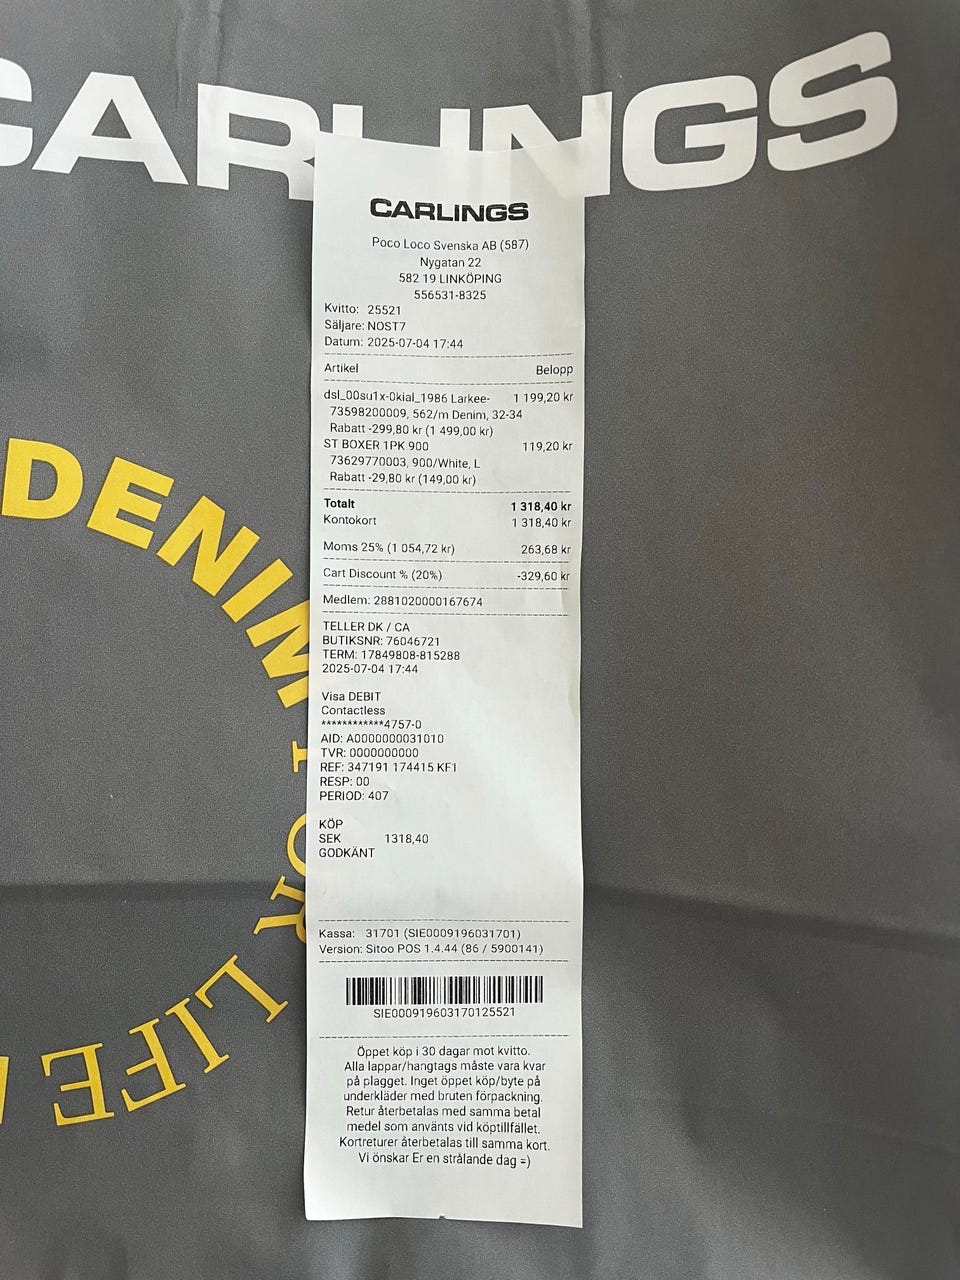 CARLINGS
DENIM FOR LIFE
CARLINGS
Poco Loco Svenska AB (587)
Nygatan 22
582 19 LINKÖPING
556531-8325
Kvitto: 25521
Säljare: NOST7
Datum: 2025-07-04 17:44
Artikel Belopp
dsl_00su1x-0kial_1986 Larkee- 1 199,20 kr
73598200009, 562/m Denim, 32-34
Rabatt -299,80 kr (1 499,00 kr)
ST BOXER 1PK 900 119,20 kr
73629770003, 900/White, L
Rabatt -29,80 kr (149,00 kr)
Totalt 1 318,40 kr
Kontokort 1 318,40 kr
Moms 25% (1 054,72 kr) 263,68 kr
Cart Discount % (20%) -329,60 kr
Medlem: 2881020000167674
TELLER DK / CA
BUTIKSNR: 76046721
TERM: 17849808-815288
2025-07-04 17:44
Visa DEBIT
Contactless
************4757-0
AID: A0000000031010
TVR: 0000000000
REF: 347191 174415 KF1
RESP: 00
PERIOD: 407
KÖP
SEK 1318,40
GODKÄNT
Kassa: 31701 (SIE0009196031701)
Version: Sitoo POS 1.4.44 (86 / 5900141)
SIE000919603170125521
Öppet köp i 30 dagar mot kvitto.
Alla lappar/hangtags måste vara kvar
på plagget. Inget öppet köp/byte på
underkläder med bruten förpackning.
Retur återbetalas med samma betal
medel som använts vid köptillfället.
Kortreturer återbetalas till samma kort.
Vi önskar Er en strålande dag =)